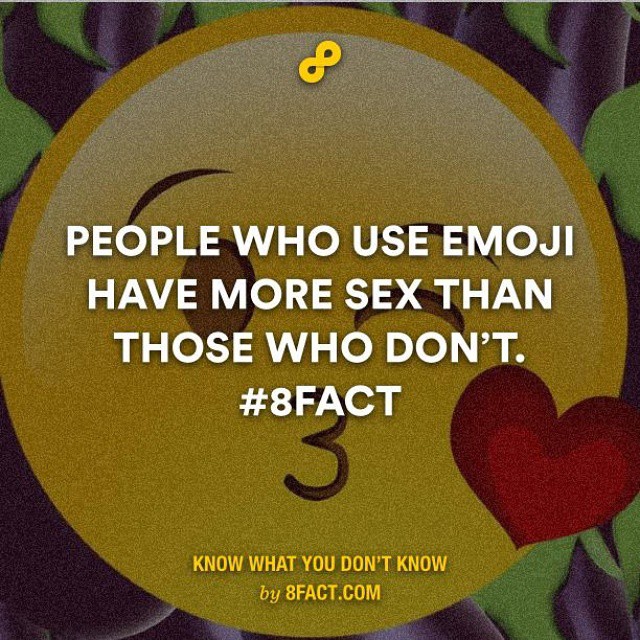 PEOPLE WHO USE EMOJI
HAVE MORE SEX THAN
THOSE WHO DON'T.
#8FACT
KNOW WHAT YOU DON'T KNOW
by 8FACT.COM